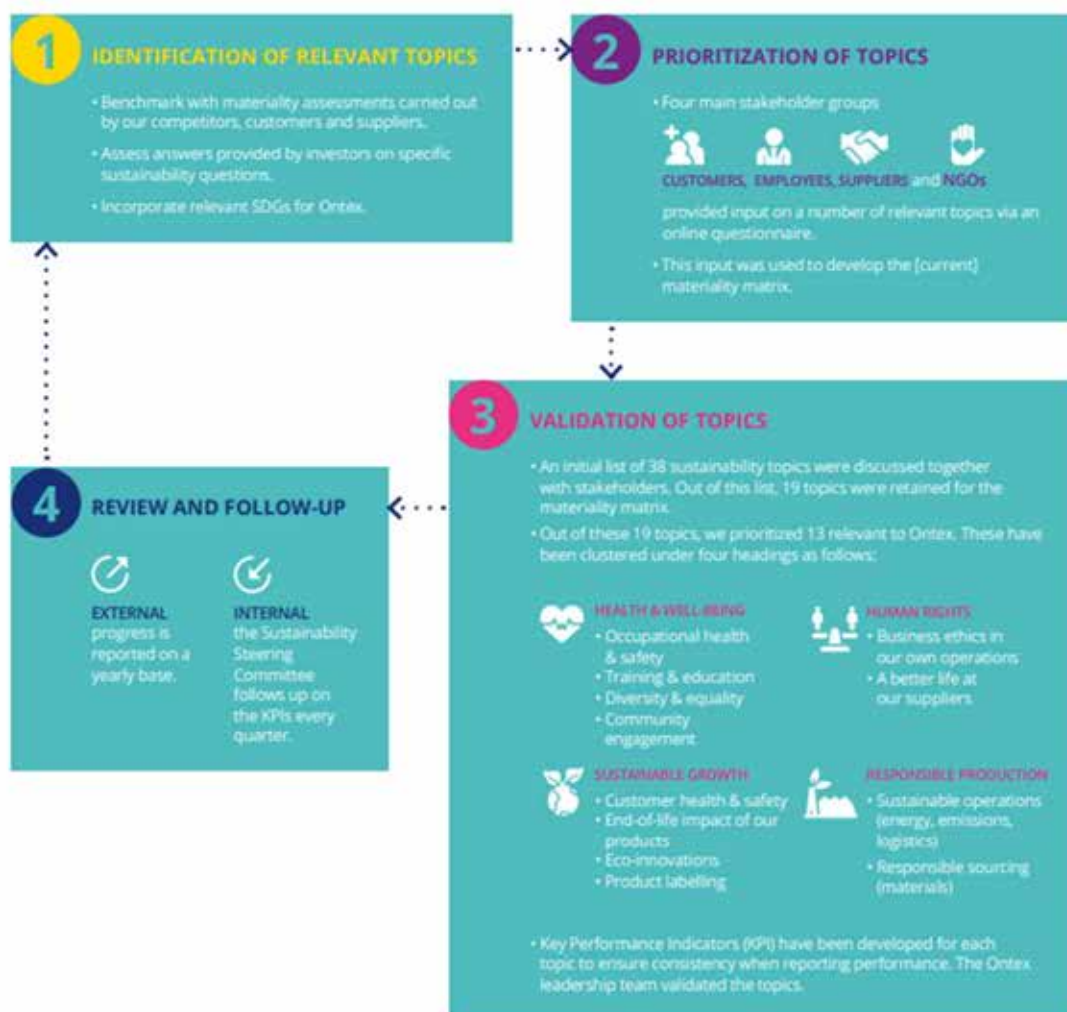 1
IDENTIFICATION OF RELEVANT TOPICS
• Benchmark with materiality assessments carried out
by our competitors, customers and suppliers.
• Assess answers provided by investors on specific
sustainability questions.
• Incorporate relevant SDGs for Ontex.
2
PRIORITIZATION OF TOPICS
• Four main stakeholder groups
CUSTOMERS, EMPLOYEES, SUPPLIERS and NGOs
provided input on a number of relevant topics via an
online questionnaire.
• This input was used to develop the [current]
materiality matrix.
3
VALIDATION OF TOPICS
• An initial list of 38 sustainability topics were discussed together
with stakeholders. Out of this list, 19 topics were retained for the
materiality matrix.
• Out of these 19 topics, we prioritized 13 relevant to Ontex. These have
been clustered under four headings as follows:
HEALTH & WELL-BEING
• Occupational health
& safety
• Training & education
• Diversity & equality
• Community
engagement
HUMAN RIGHTS
• Business ethics in
our own operations
• A better life at
our suppliers
SUSTAINABLE GROWTH
• Customer health & safety
• End-of-life impact of our
products
• Eco-innovations
• Product labelling
RESPONSIBLE PRODUCTION
• Sustainable operations
(energy, emissions,
logistics)
• Responsible sourcing
(materials)
• Key Performance Indicators (KPI) have been developed for each
topic to ensure consistency when reporting performance. The Ontex
leadership team validated the topics.
4
REVIEW AND FOLLOW-UP
EXTERNAL
progress is
reported on a
yearly base.
INTERNAL
the Sustainability
Steering
Committee
follows up on
the KPIs every
quarter.